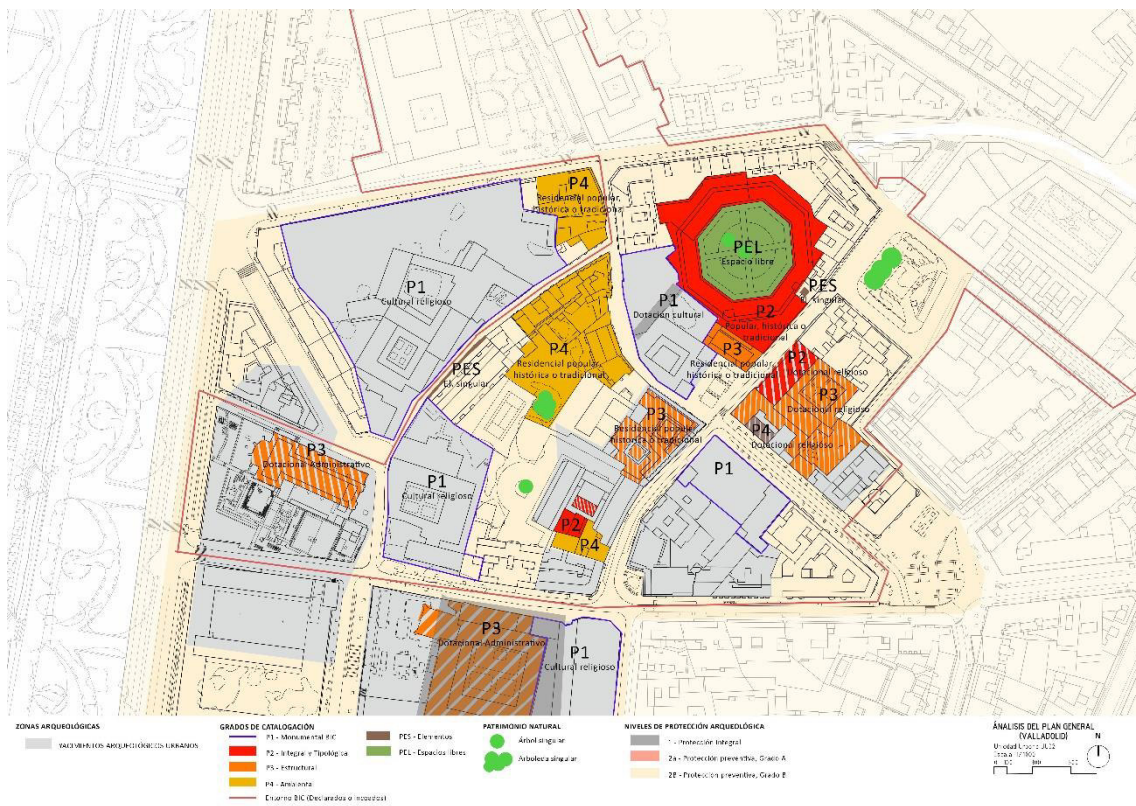 P4
Residencial popular,
histórica o tradicional
PEL
Espacio libre
P1
Cultural religioso
P1
Dotación cultural
PES
El. singular
P2
Popular, histórica o
tradicional
P3
Residencial popular,
histórica o tradicional
P4
Residencial popular,
histórica o tradicional
PES
El. singular
P2
Dotacional religioso
P3
Dotacional religioso
P4
Dotacional religioso
P3
Residencial popular,
histórica o tradicional
P3
Dotacional-Administrativo
P1
Cultural religioso
P1
P2
P4
P3
Dotacional-Administrativo
P1
Cultural religioso
ZONAS ARQUEOLÓGICAS
YACIMIENTOS ARQUEOLÓGICOS URBANOS
GRADOS DE CATALOGACIÓN
P1 - Monumental BIC
P2 - Integral e Tipológica
P3 - Estructural
P4 - Ambiental
Entorno BIC (Declarados o incoados)
PES - Elementos
PEL - Espacios libres
PATRIMONIO NATURAL
Árbol singular
Arboleda singular
NIVELES DE PROTECCIÓN ARQUEOLÓGICA
1 - Protección Integral
2a - Protección preventiva, Grado A
2B - Protección preventiva, Grado B
ÁNALISIS DEL PLAN GENERAL
(VALLADOLID)
Unidad Urbana
N